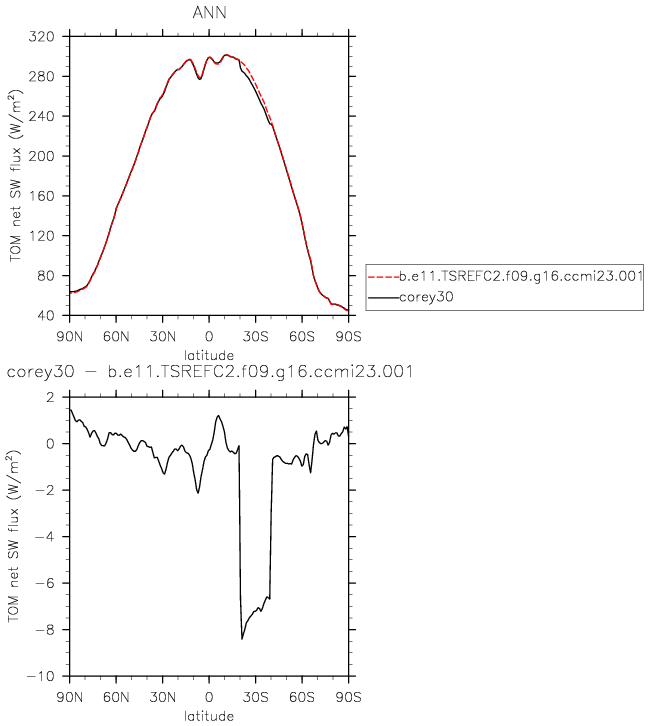 ANN
TOM net SW flux (W/m²)
320
280
240
200
160
120
80
40
90N 60N 30N 0 30S 60S 90S
latitude
b.e11.TSREFC2.f09.g16.ccmi23.001
corey30
corey30 − b.e11.TSREFC2.f09.g16.ccmi23.001
TOM net SW flux (W/m²)
2
0
−2
−4
−6
−8
−10
90N 60N 30N 0 30S 60S 90S
latitude